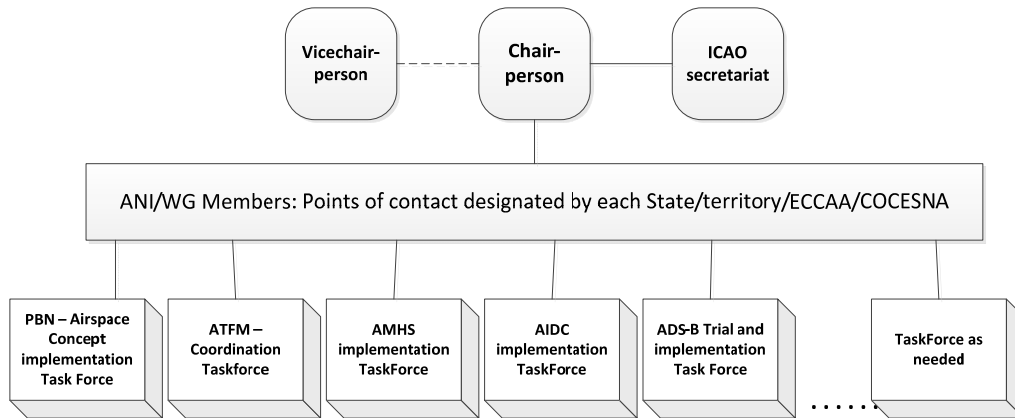 Vicechair-
person
Chair-
person
ICAO
secretariat
ANI/WG Members: Points of contact designated by each State/territory/ECCAA/COCESNA
PBN – Airspace
Concept
implementation
Task Force
ATFM –
Coordination
Taskforce
AMHS
implementation
TaskForce
AIDC
implementation
TaskForce
ADS-B Trial and
implementation
Task Force
......
TaskForce as
needed